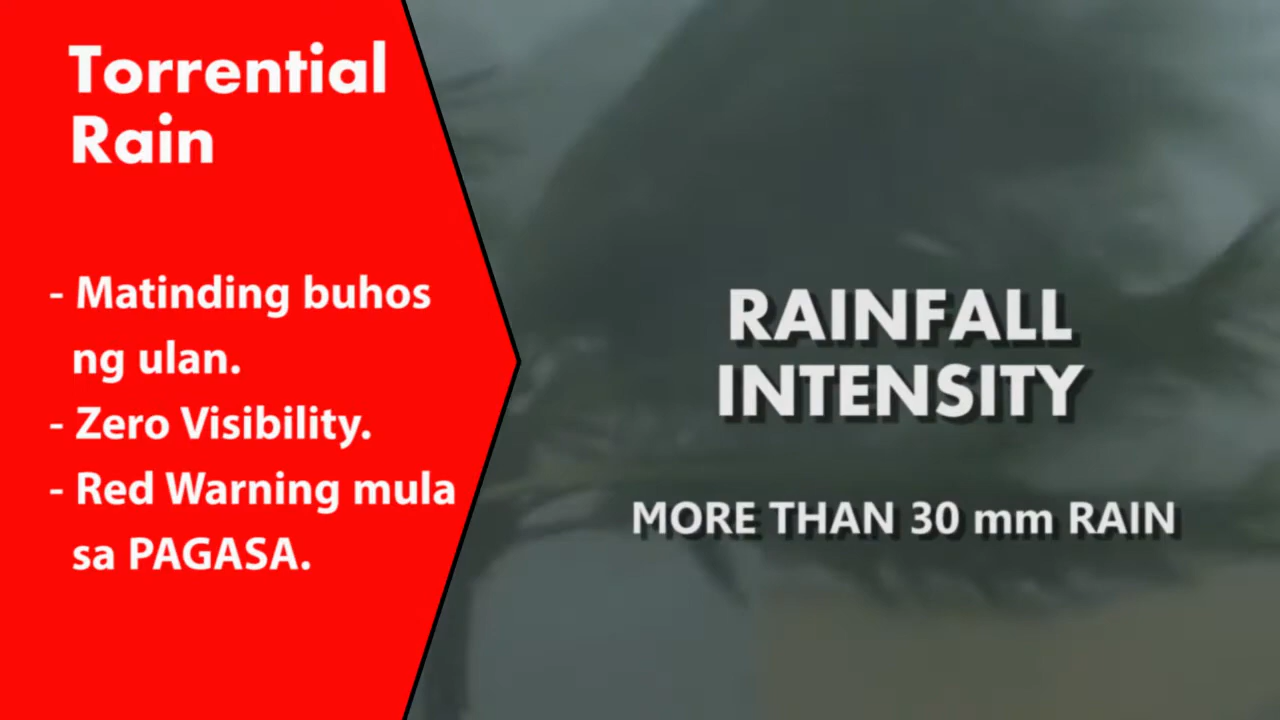 Torrential
Rain
- Matinding buhos
ng ulan.
- Zero Visibility.
- Red Warning mula
sa PAGASA.
RAINFALL
INTENSITY
MORE THAN 30 mm RAIN